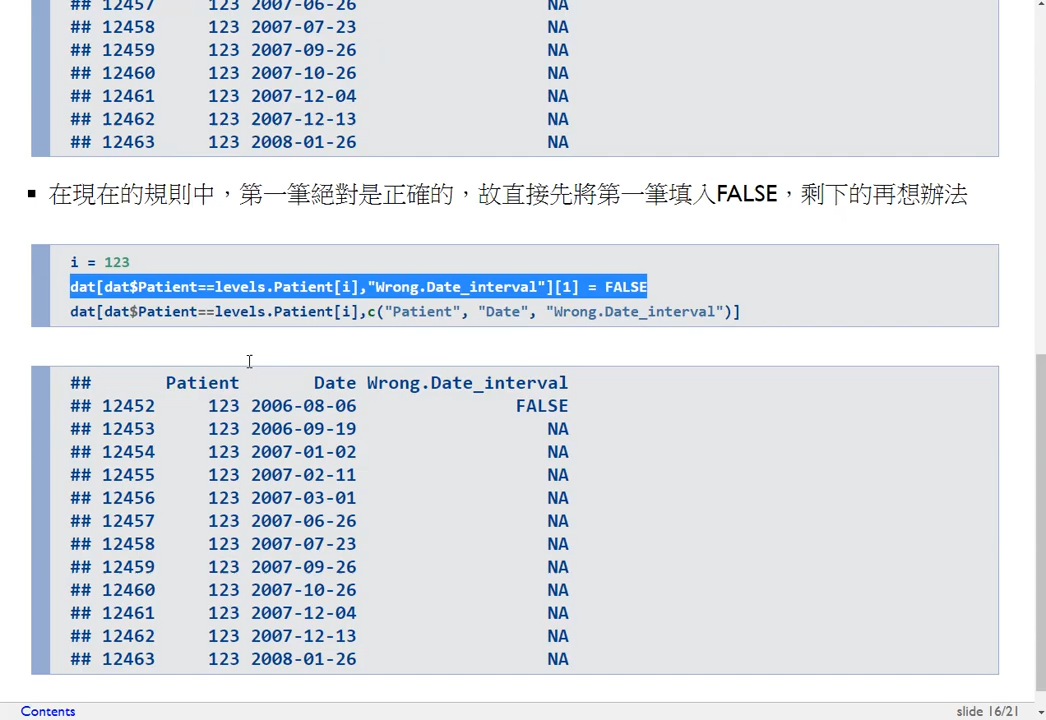 ## 12457 123 2007-06-26 NA
## 12458 123 2007-07-23 NA
## 12459 123 2007-09-26 NA
## 12460 123 2007-10-26 NA
## 12461 123 2007-12-04 NA
## 12462 123 2007-12-13 NA
## 12463 123 2008-01-26 NA
▪ 在現在的規則中，第一筆絕對是正確的，故直接先將第一筆填入FALSE，剩下的再想辦法
i = 123
dat[dat$Patient==levels.Patient[i],"Wrong.Date_interval"][1] = FALSE
dat[dat$Patient==levels.Patient[i],c("Patient", "Date", "Wrong.Date_interval")]
## Patient Date Wrong.Date_interval
## 12452 123 2006-08-06 FALSE
## 12453 123 2006-09-19 NA
## 12454 123 2007-01-02 NA
## 12455 123 2007-02-11 NA
## 12456 123 2007-03-01 NA
## 12457 123 2007-06-26 NA
## 12458 123 2007-07-23 NA
## 12459 123 2007-09-26 NA
## 12460 123 2007-10-26 NA
## 12461 123 2007-12-04 NA
## 12462 123 2007-12-13 NA
## 12463 123 2008-01-26 NA
Contents slide 16/21